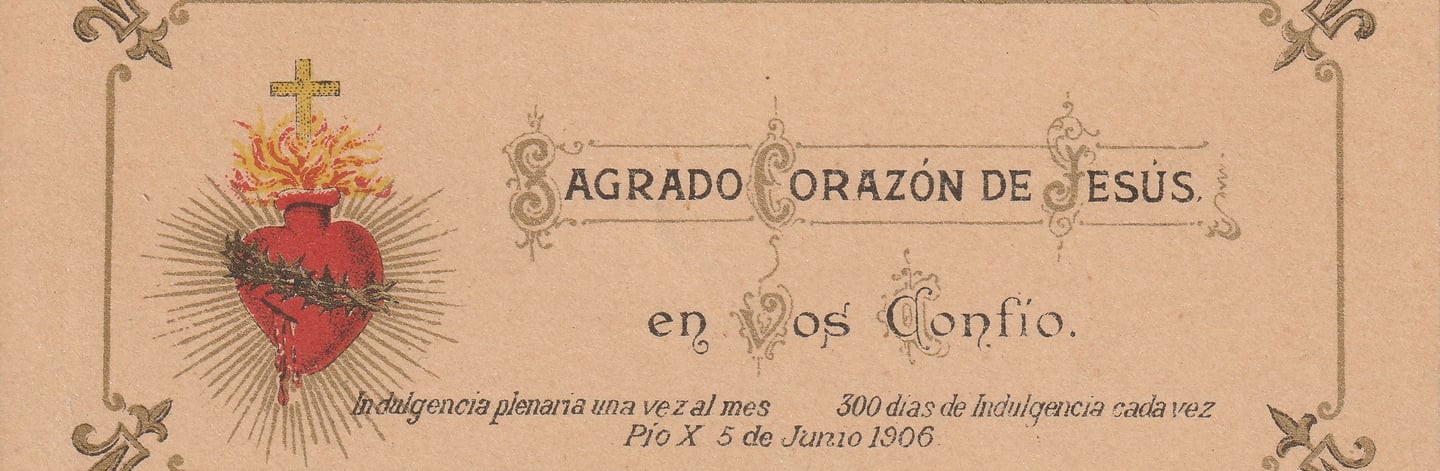 SAGRADO CORAZÓN DE JESÚS.
en Vos Confío.
Indulgencia plenaria una vez al mes 300 días de Indulgencia cada vez
Pío X 5 de Junio 1906